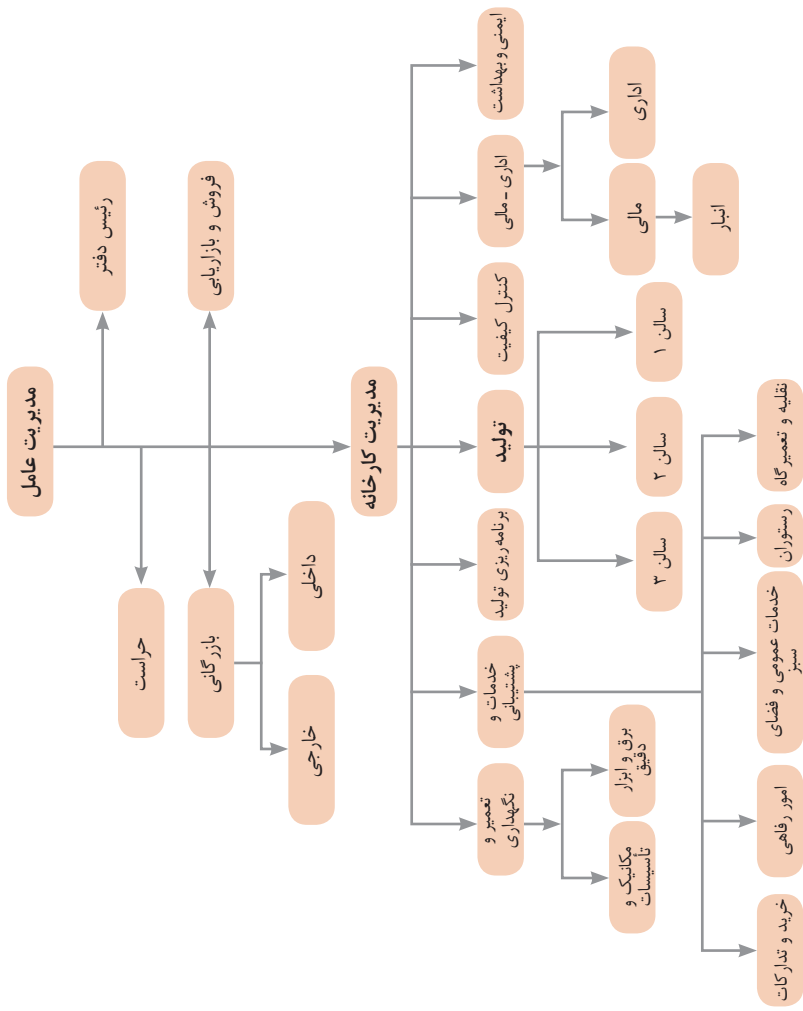 مدیریت عامل
رئیس دفتر
حراست
فروش و بازاریابی
بازرگانی
داخلی
خارجی
مدیریت کارخانه
ایمنی و بهداشت
اداری - مالی
کنترل کیفیت
تولید
برنامه‌ریزی تولید
خدمات و
پشتیبانی
تعمیر و
نگهداری
اداری
مالی
انبار
سالن ۱
سالن ۲
سالن ۳
برق و ابزار
دقیق
مکانیک و
تأسیسات
نقلیه و تعمیرگاه
رستوران
خدمات عمومی و فضای
سبز
امور رفاهی
خرید و تدارکات